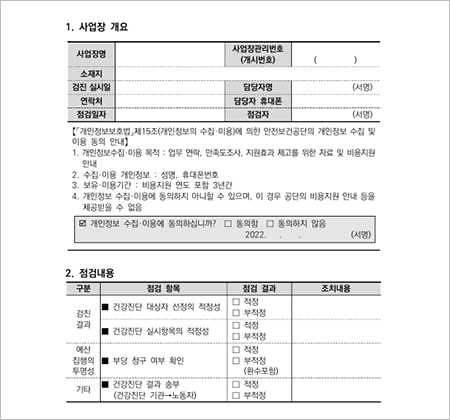 1. 사업장 개요
사업장명
사업장관리번호
(개시번호)
( )
소재지
검진 실시일
담당자명
(서명)
연락처
담당자 휴대폰
점검일자
점검자
(서명)
【「개인정보보호법」제15조(개인정보의 수집·이용)에 의한 안전보건공단의 개인정보 수집 및
이용 동의 안내】
1. 개인정보수집·이용 목적 : 업무 연락, 만족도조사, 지원효과 제고를 위한 자료 및 비용지원
안내
2. 수집·이용 개인정보 : 성명, 휴대폰번호
3. 보유·이용기간 : 비용지원 연도 포함 3년간
4. 개인정보 수집·이용에 동의하지 아니할 수 있으며, 이 경우 공단의 비용지원 안내 등을
제공받을 수 없음
☑ 개인정보 수집·이용에 동의하십니까? □ 동의함 □ 동의하지 않음
2022. . . (서명)
2. 점검내용
구분 점검 항목 점검 결과 조치내용
검진
결과
■ 건강진단 대상자 선정의 적정성
□ 적정
□ 부적정
■ 건강진단 실시항목의 적정성
□ 적정
□ 부적정
예산
집행의
투명성
■ 부당 청구 여부 확인
□ 적정
□ 부적정
(환수포함)
기타
■ 건강진단 결과 송부
(건강진단 기관→노동자)
□ 적정
□ 부적정